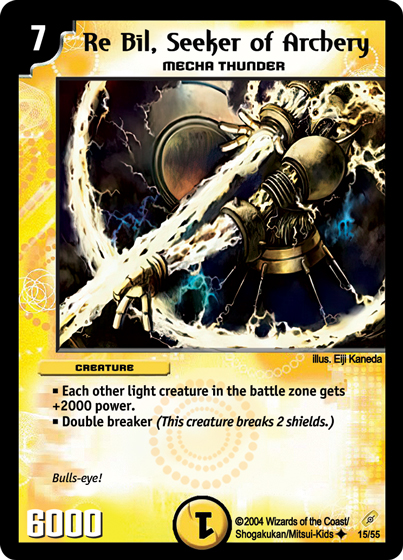 7
Re Bïl, Seeker of Archery
MECHA THUNDER
illus. Eiji Kaneda
CREATURE
▪ Each other light creature in the battle zone gets
+2000 power.
▪ Double breaker (This creature breaks 2 shields.)
Bulls-eye!
6000
1
©2004 Wizards of the Coast/
Shogakukan/Mitsui-Kids 15/55